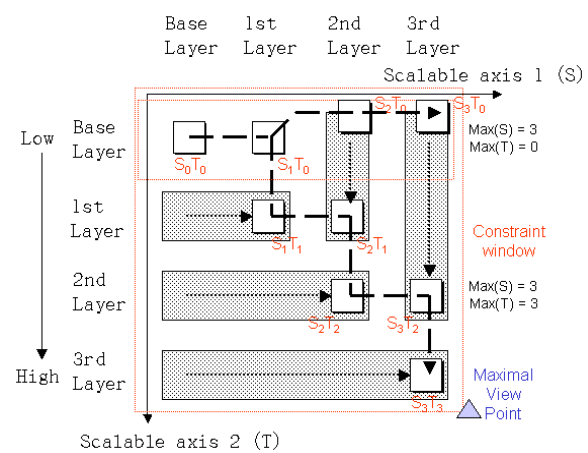 Base 1st 2nd 3rd
Layer Layer Layer Layer
Scalable axis 1 (S)
S2T0 S3T0
Low
Base
Layer
Max(S) = 3
Max(T) = 0
S0T0 S1T0
1st
Layer
Constraint
window
S1T1 S2T1
2nd
Layer
Max(S) = 3
Max(T) = 3
S2T2 S3T2
3rd
Layer
High
Maximal
View
Point
S3T3
Scalable axis 2 (T)